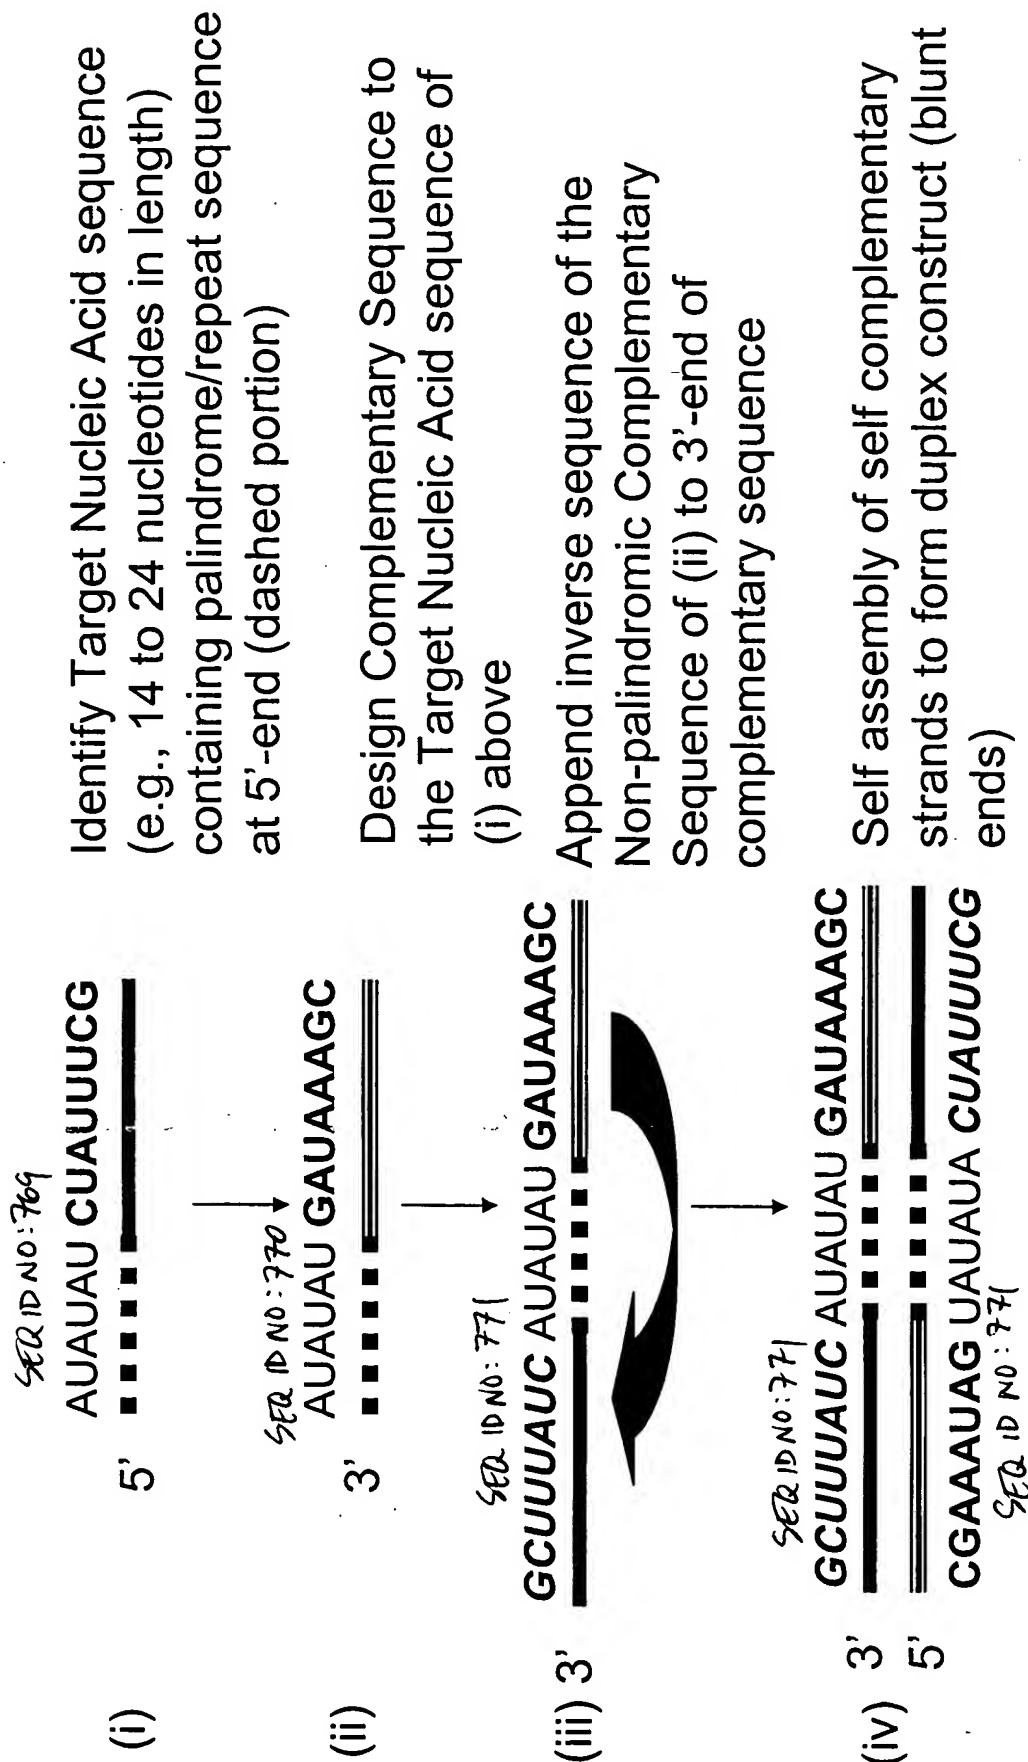 SEQ ID NO: 769
AUAUAU CUAUUUCG
(i) 5'
Identify Target Nucleic Acid sequence
(e.g., 14 to 24 nucleotides in length)
containing palindrome/repeat sequence
at 5'-end (dashed portion)
SEQ ID NO: 770
AUAUAU GAUAAAGC
(ii) 3'
Design Complementary Sequence to
the Target Nucleic Acid sequence of
(i) above
SEQ ID NO: 771
GCUUUAUC AUAUAU GAUAAAGC
(iii) 3'
Append inverse sequence of the
Non-palindromic Complementary
Sequence of (ii) to 3'-end of
complementary sequence
SEQ ID NO: 771
GCUUUAUC AUAUAU GAUAAAGC
(iv) 3'
5'
CGAAAUAG UAUAUA CUAUUUCG
SEQ ID NO: 771
Self assembly of self complementary
strands to form duplex construct (blunt
ends)